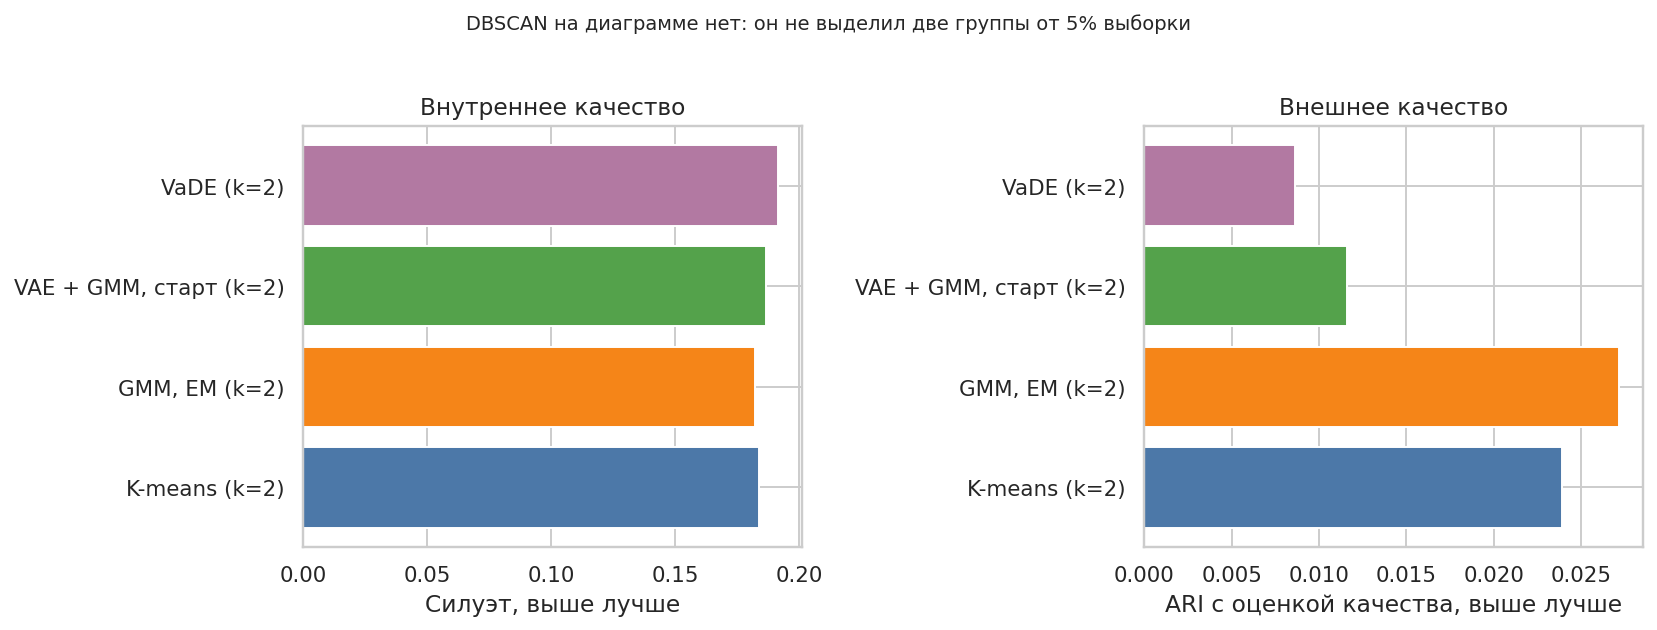 DBSCAN на диаграмме нет: он не выделил две группы от 5% выборки
Внутреннее качество
VaDE (k=2)
VAE + GMM, старт (k=2)
GMM, EM (k=2)
K-means (k=2)
0.00 0.05 0.10 0.15 0.20
Силуэт, выше лучше
Внешнее качество
VaDE (k=2)
VAE + GMM, старт (k=2)
GMM, EM (k=2)
K-means (k=2)
0.000 0.005 0.010 0.015 0.020 0.025
ARI с оценкой качества, выше лучше